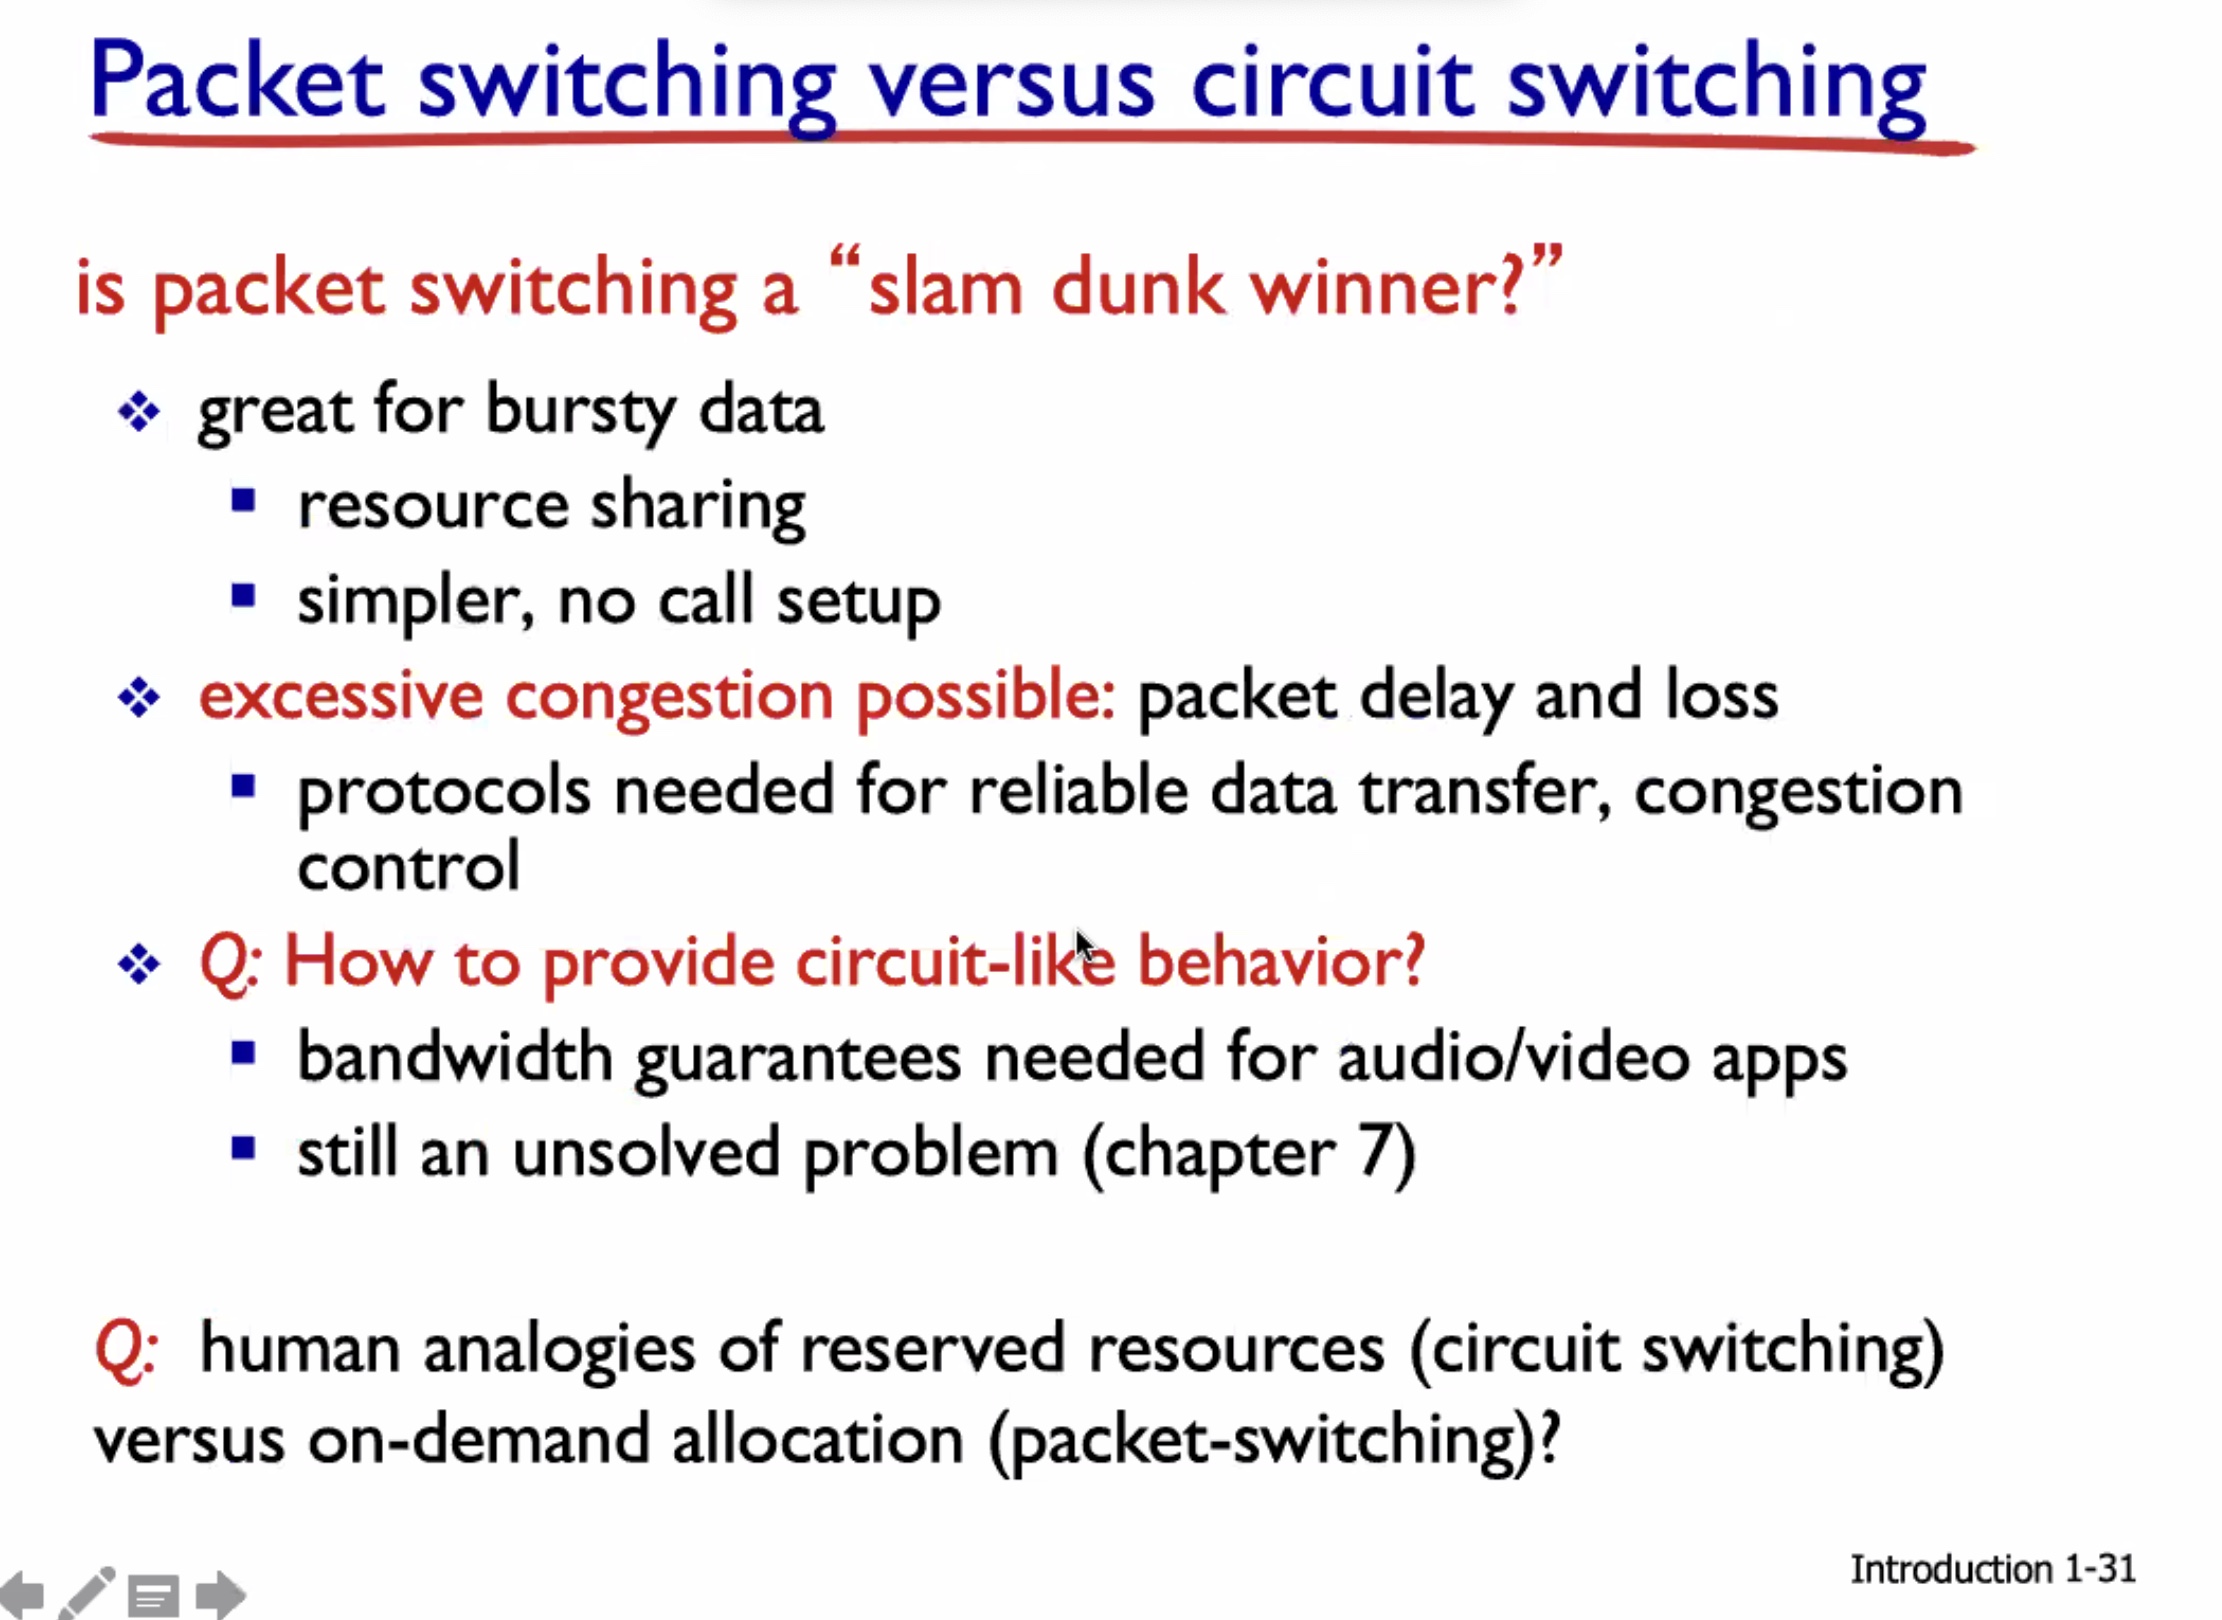 Packet switching versus circuit switching
is packet switching a “slam dunk winner?”
great for bursty data
resource sharing
simpler, no call setup
excessive congestion possible: packet delay and loss
protocols needed for reliable data transfer, congestion
control
Q: How to provide circuit-like behavior?
bandwidth guarantees needed for audio/video apps
still an unsolved problem (chapter 7)
Q: human analogies of reserved resources (circuit switching)
versus on-demand allocation (packet-switching)?
Introduction 1-31